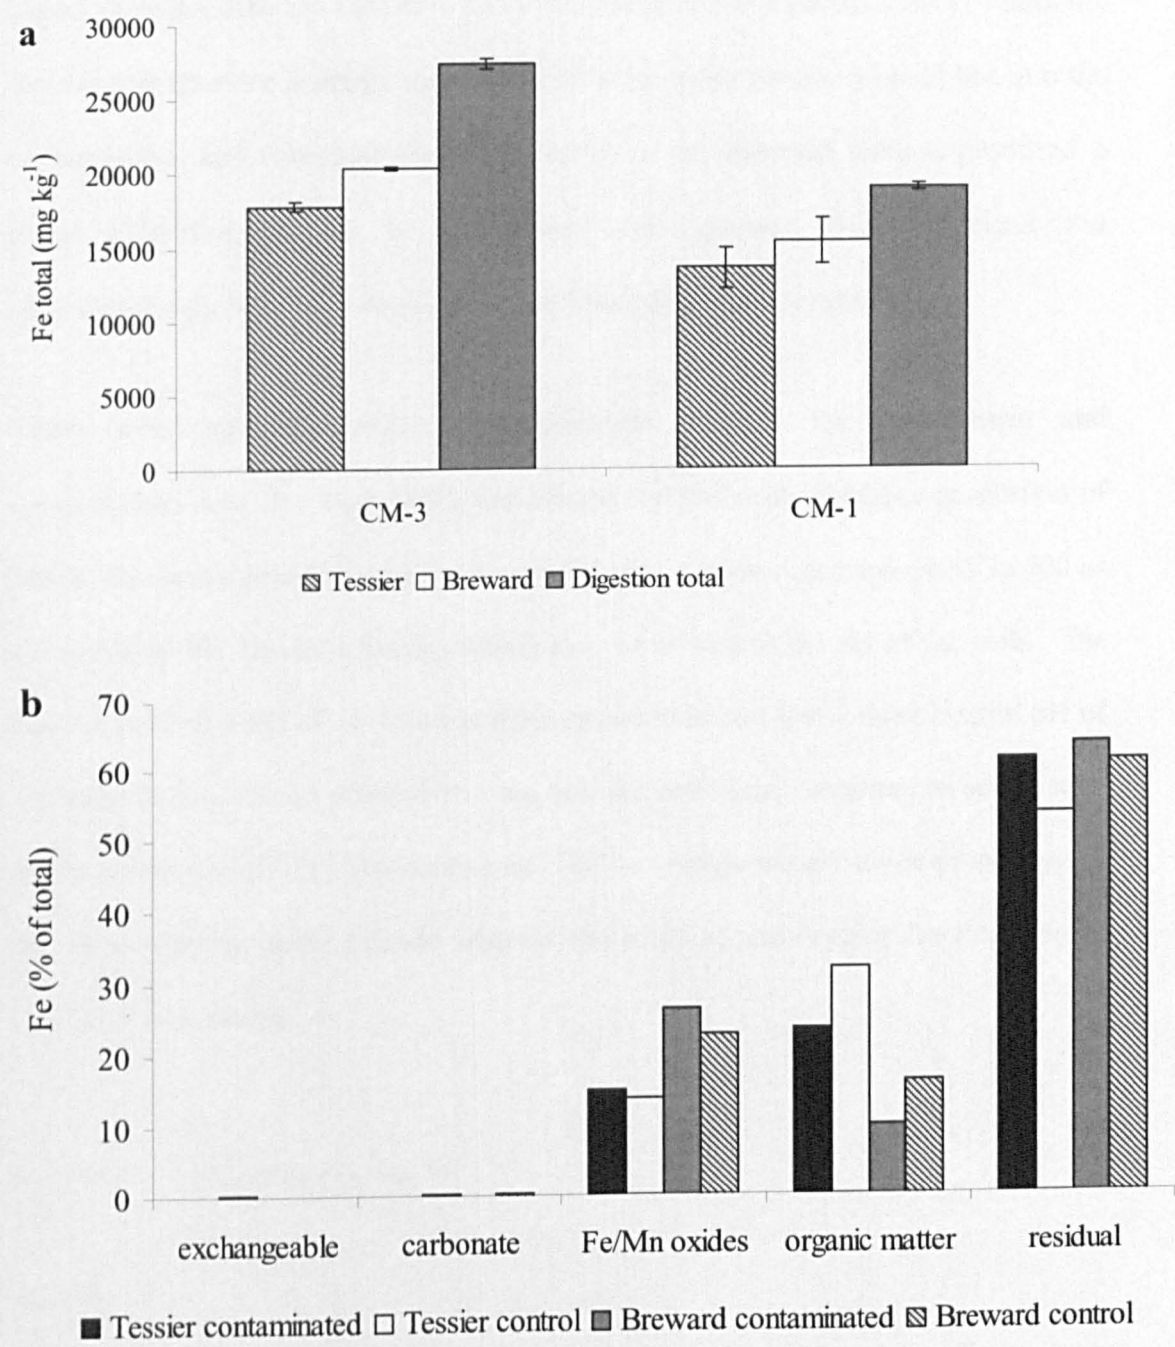 a
30000
25000
20000
15000
10000
5000
0
Fe total (mg kg-1)
CM-3 CM-1
Tessier Breward Digestion total
b
70
60
50
40
30
20
10
0
Fe (% of total)
exchangeable carbonate Fe/Mn oxides organic matter residual
Tessier contaminated Tessier control Breward contaminated Breward control